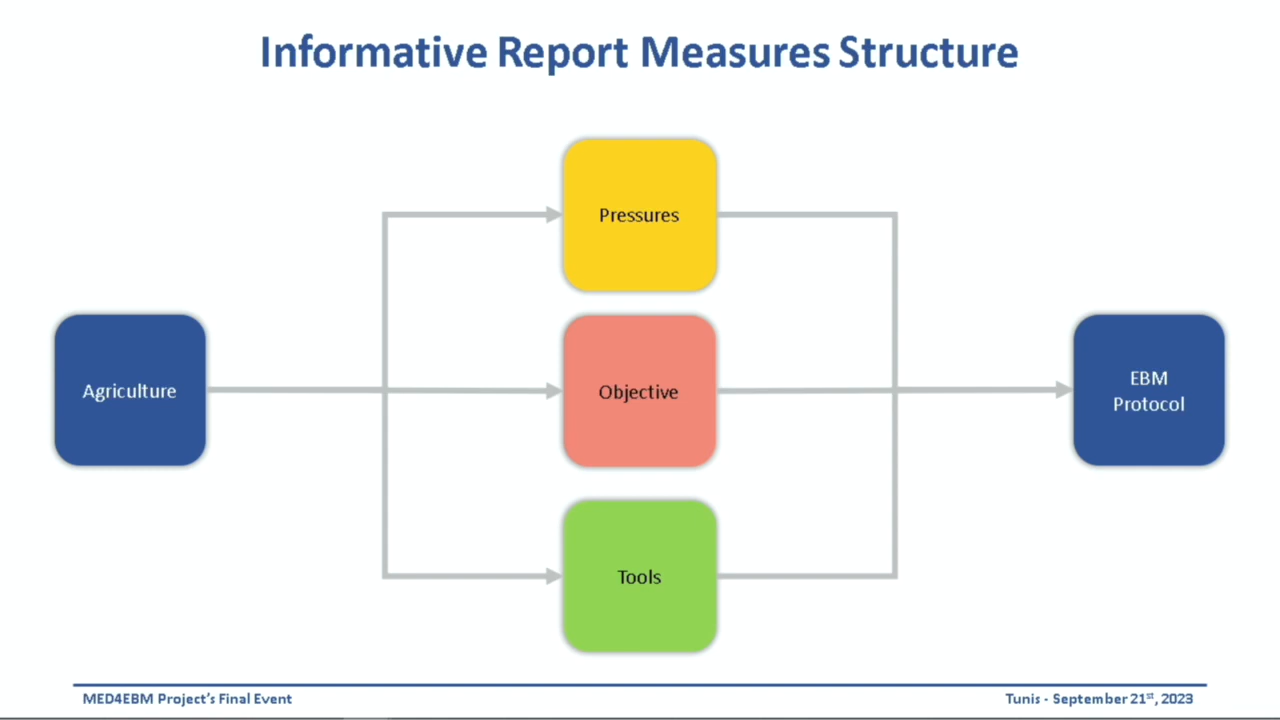 Informative Report Measures Structure
Pressures
Agriculture
Objective
EBM
Protocol
Tools
MED4EBM Project's Final Event
Tunis - September 21st, 2023